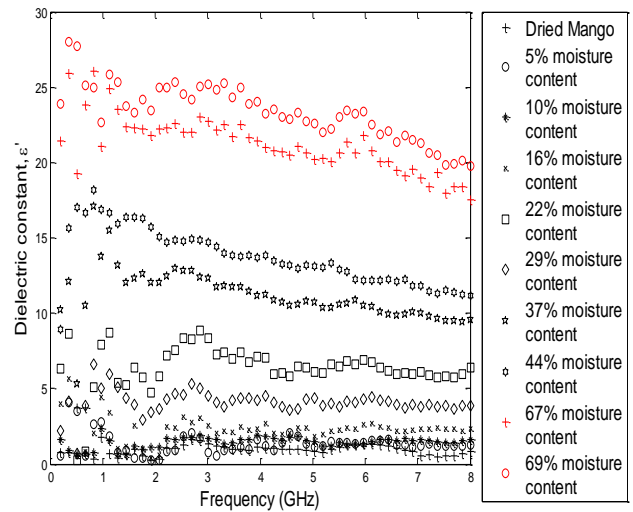 30
25
20
15
10
5
0
Dielectric constant, ε'
0 1 2 3 4 5 6 7 8
Frequency (GHz)
Dried Mango
5% moisture
content
10% moisture
content
16% moisture
content
22% moisture
content
29% moisture
content
37% moisture
content
44% moisture
content
67% moisture
content
69% moisture
content